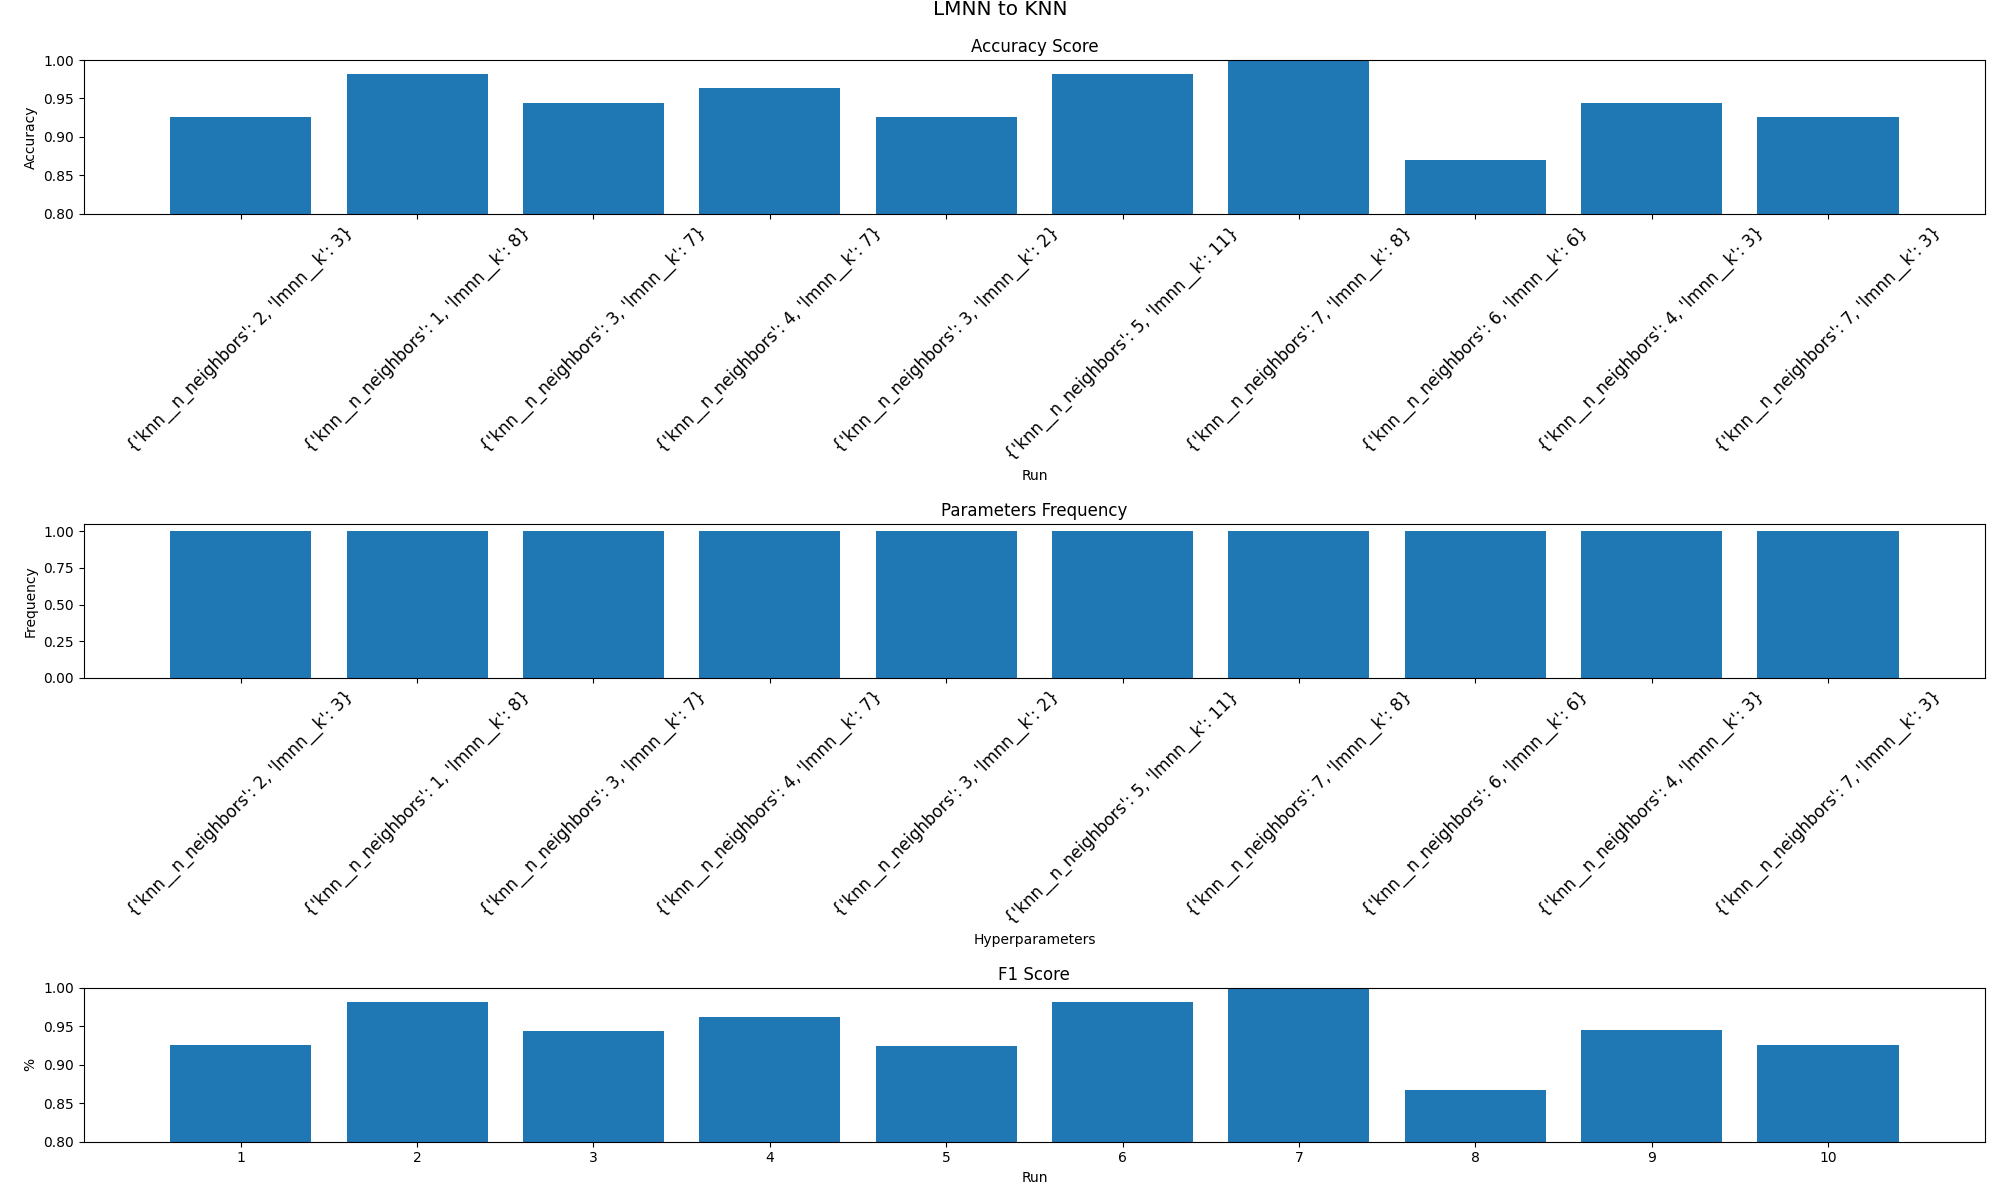 LMNN to KNN
Accuracy Score
Accuracy
1.00
0.95
0.90
0.85
0.80
{'knn__n_neighbors': 2, 'lmnn__k': 3}
{'knn__n_neighbors': 1, 'lmnn__k': 8}
{'knn__n_neighbors': 3, 'lmnn__k': 7}
{'knn__n_neighbors': 4, 'lmnn__k': 7}
{'knn__n_neighbors': 3, 'lmnn__k': 2}
{'knn__n_neighbors': 5, 'lmnn__k': 11}
{'knn__n_neighbors': 7, 'lmnn__k': 8}
{'knn__n_neighbors': 6, 'lmnn__k': 6}
{'knn__n_neighbors': 4, 'lmnn__k': 3}
{'knn__n_neighbors': 7, 'lmnn__k': 3}
Run
Parameters Frequency
Frequency
1.00
0.75
0.50
0.25
0.00
{'knn__n_neighbors': 2, 'lmnn__k': 3}
{'knn__n_neighbors': 1, 'lmnn__k': 8}
{'knn__n_neighbors': 3, 'lmnn__k': 7}
{'knn__n_neighbors': 4, 'lmnn__k': 7}
{'knn__n_neighbors': 3, 'lmnn__k': 2}
{'knn__n_neighbors': 5, 'lmnn__k': 11}
{'knn__n_neighbors': 7, 'lmnn__k': 8}
{'knn__n_neighbors': 6, 'lmnn__k': 6}
{'knn__n_neighbors': 4, 'lmnn__k': 3}
{'knn__n_neighbors': 7, 'lmnn__k': 3}
Hyperparameters
F1 Score
%
1.00
0.95
0.90
0.85
0.80
1 2 3 4 5 6 7 8 9 10
Run